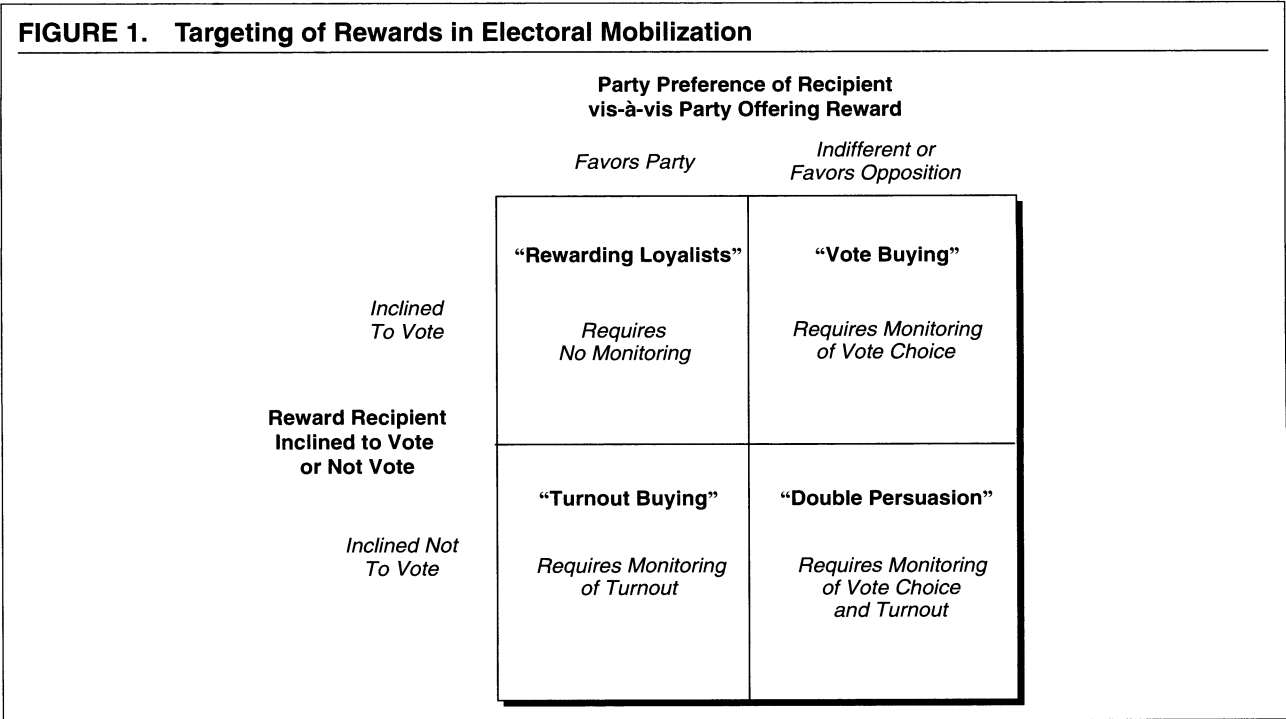 FIGURE 1. Targeting of Rewards in Electoral Mobilization
Party Preference of Recipient
vis-à-vis Party Offering Reward
Favors Party
Indifferent or
Favors Opposition
“Rewarding Loyalists”
“Vote Buying”
Inclined
To Vote
Requires
No Monitoring
Requires Monitoring
of Vote Choice
Reward Recipient
Inclined to Vote
or Not Vote
“Turnout Buying”
“Double Persuasion”
Inclined Not
To Vote
Requires Monitoring
of Turnout
Requires Monitoring
of Vote Choice
and Turnout